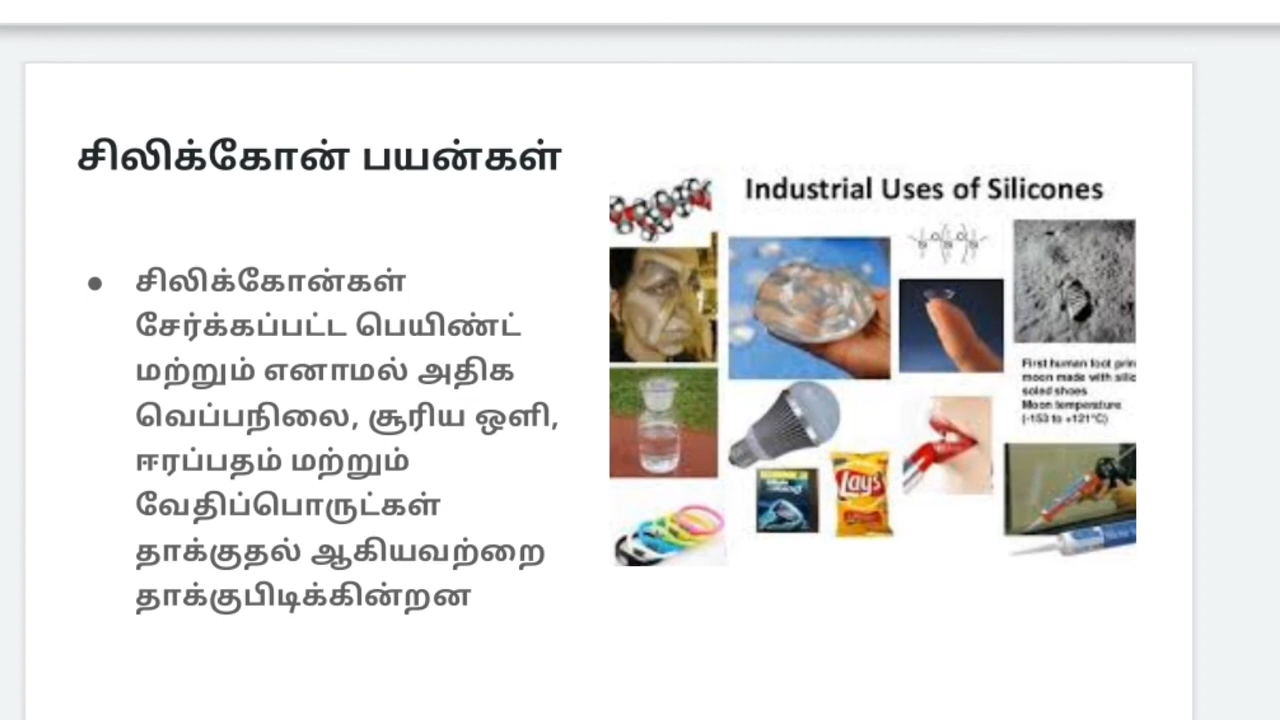 சிலிக்கோன் பயன்கள்
● சிலிக்கோன்கள்
சேர்க்கப்பட்ட பெயிண்ட்
மற்றும் எனாமல் அதிக
வெப்பநிலை, சூரிய ஒளி,
ஈரப்பதம் மற்றும்
வேதிப்பொருட்கள்
தாக்குதல் ஆகியவற்றை
தாக்குபிடிக்கின்றன
Industrial Uses of Silicones
First human foot prin
moon made with silic
soled shoes
Moon temperature
(-153 to +121°C)
Lay's